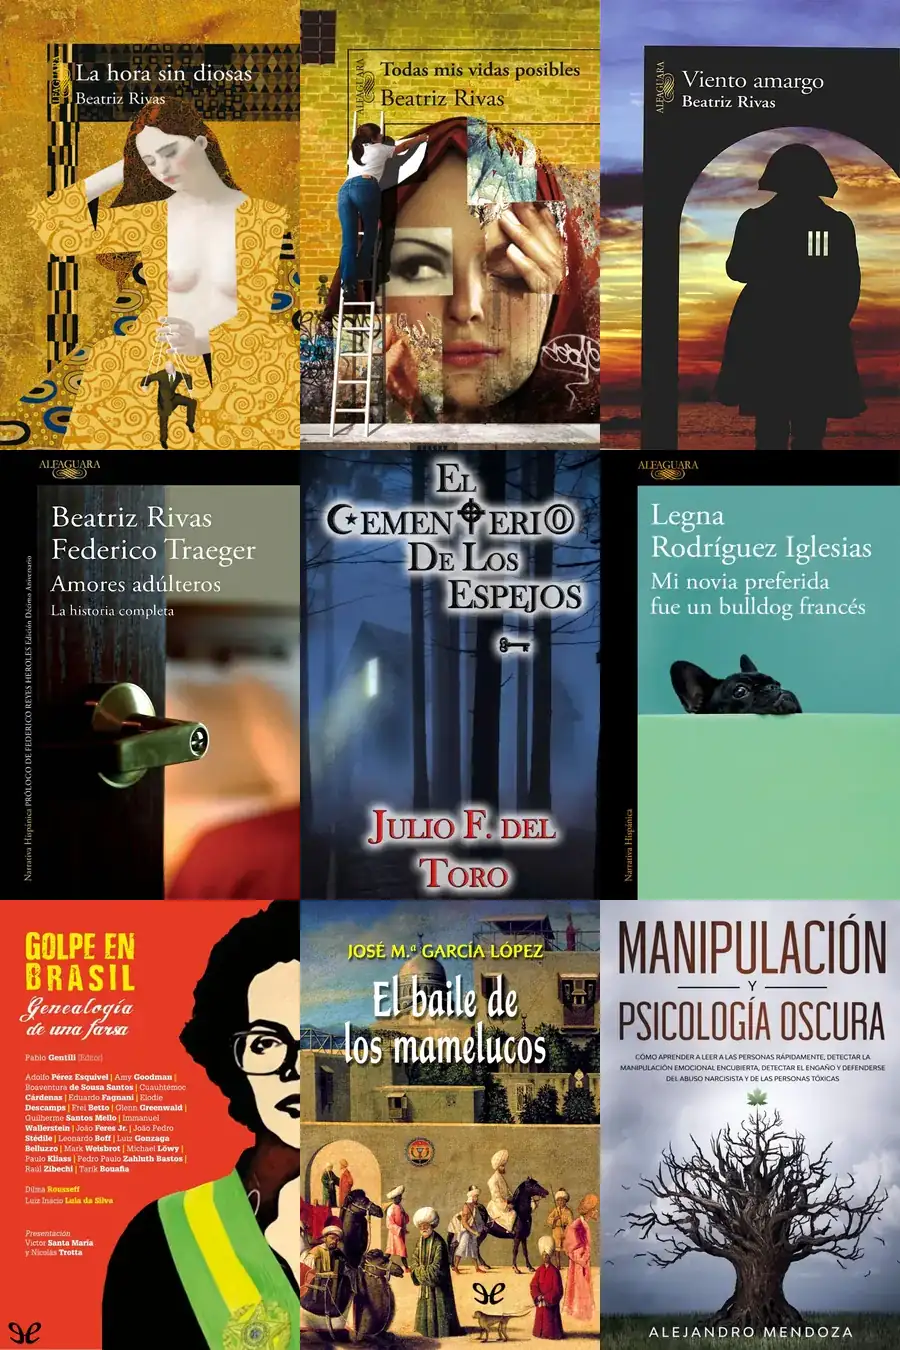 ALFAGUARA
La hora sin diosas
Beatriz Rivas
ALFAGUARA
Todas mis vidas posibles
Beatriz Rivas
ALFAGUARA
Viento amargo
Beatriz Rivas
ALFAGUARA
Beatriz Rivas
Federico Traeger
Amores adúlteros
La historia completa
Narrativa Hispánica PRÓLOGO DE FEDERICO REYES HEROLES Edición Décimo Aniversario
EL
CEMENTERIO
DE LOS
ESPEJOS
JULIO F. DEL
TORO
ALFAGUARA
Legna
Rodríguez Iglesias
Mi novia preferida
fue un bulldog francés
Narrativa Hispánica
GOLPE EN
BRASIL
Genealogía
de una farsa
Pablo Gentili [Editor]
Adolfo Pérez Esquivel | Amy Goodman |
Boaventura de Sousa Santos | Cuauhtémoc
Cárdenas | Eduardo Fagnani | Elodie
Descamps | Frei Betto | Glenn Greenwald |
Guilherme Santos Mello | Immanuel
Wallerstein | João Feres Jr. | João Pedro
Stédile | Leonardo Boff | Luiz Gonzaga
Belluzzo | Mark Weisbrot | Michael Löwy |
Paulo Kliass | Pedro Paulo Zahluth Bastos |
Raúl Zibechi | Tarik Bouafia
Dilma Rousseff
Luiz Inácio Lula da Silva
Presentación
Víctor Santa María
y Nicolás Trotta
JOSÉ M.ª GARCÍA LÓPEZ
El baile de
los mamelucos
MANIPULACIÓN
Y
PSICOLOGÍA OSCURA
CÓMO APRENDER A LEER A LAS PERSONAS RÁPIDAMENTE, DETECTAR LA
MANIPULACIÓN EMOCIONAL ENCUBIERTA, DETECTAR EL ENGAÑO Y DEFENDERSE
DEL ABUSO NARCISISTA Y DE LAS PERSONAS TÓXICAS
ALEJANDRO MENDOZA